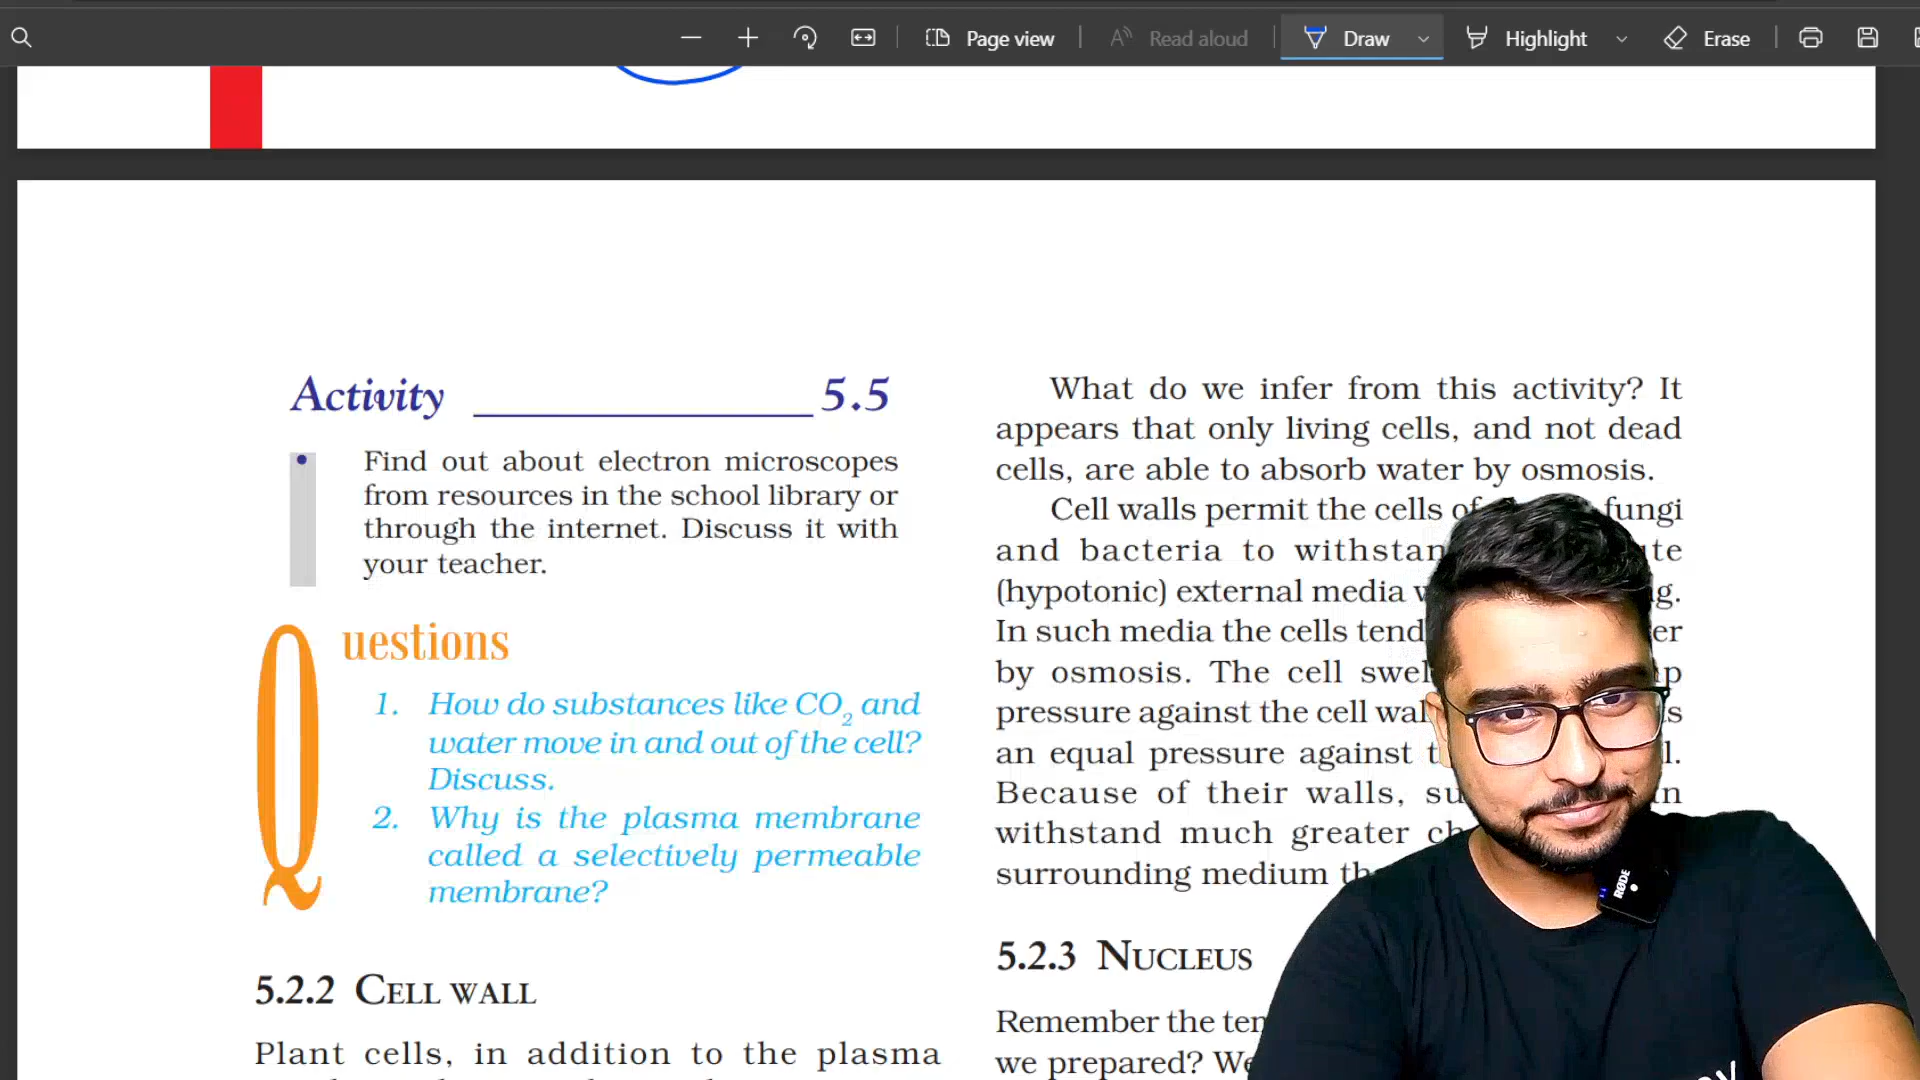 Page view
Read aloud
Draw
Highlight
Erase
Activity 5.5
Find out about electron microscopes
from resources in the school library or
through the internet. Discuss it with
your teacher.
Questions
1. How do substances like CO₂ and
water move in and out of the cell?
Discuss.
2. Why is the plasma membrane
called a selectively permeable
membrane?
5.2.2 CELL WALL
Plant cells, in addition to the plasma
What do we infer from this activity? It
appears that only living cells, and not dead
cells, are able to absorb water by osmosis.
Cell walls permit the cells of fungi
and bacteria to
(hypotonic) external media
In such media the cells tend
by osmosis. The cell
pressure against the cell
an equal pressure against
Because of their walls,
withstand much greater
surrounding medium
5.2.3 NUCLEUS
Remember the
we prepared?
RØDE